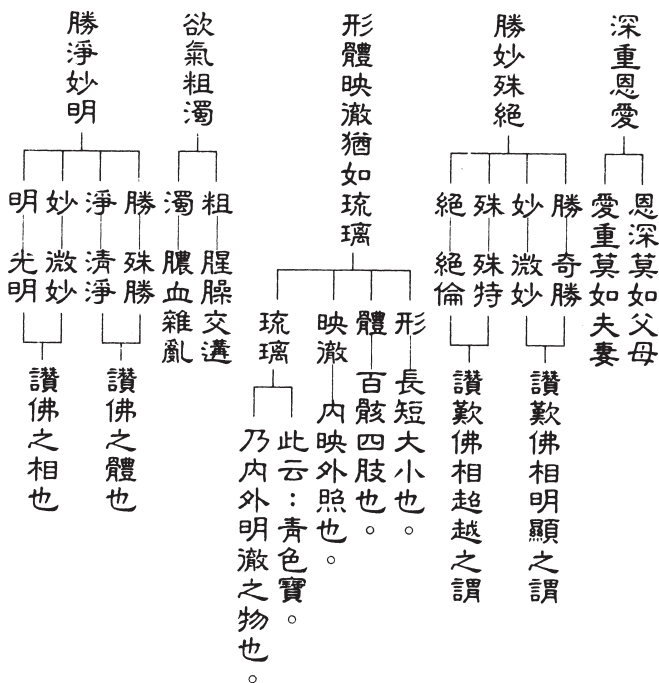 深重恩愛
恩深莫如父母
愛重莫如夫妻
勝妙殊絕
勝 奇勝
妙 微妙
讚歎佛相明顯之謂
殊 殊特
絕 絕倫
讚歎佛相超越之謂
形體映徹猶如琉璃
形 長短大小也。
體 百骸四肢也。
映徹 內映外照也。
琉璃
此云：青色寶。
乃內外明徹之物也。
欲氣粗濁
粗 腥臊交遘
濁 膿血雜亂
勝淨妙明
勝 殊勝
淨 清淨
讚佛之體也
妙 微妙
明 光明
讚佛之相也